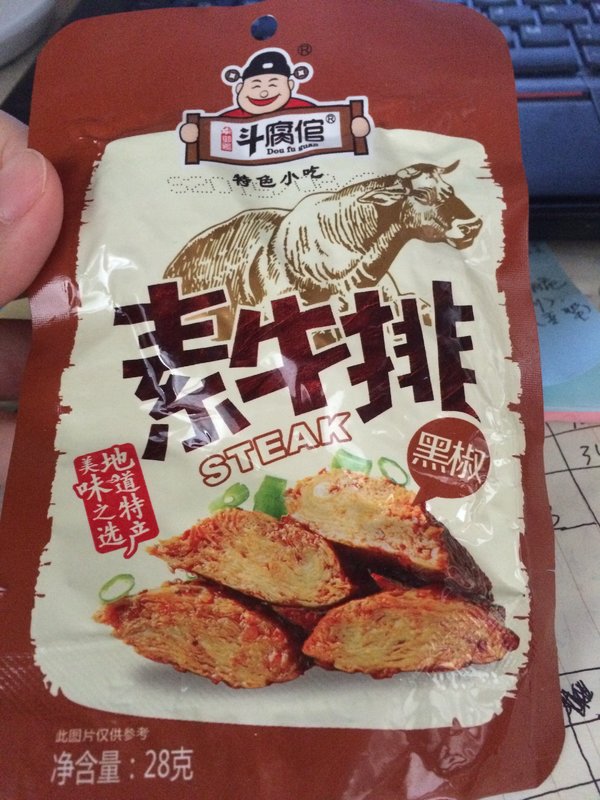 ®
斗腐倌®
Dou fu guan
特色小吃
素牛排
STEAK
黑椒
地道特产
美味之选
此图片仅供参考
净含量：28克